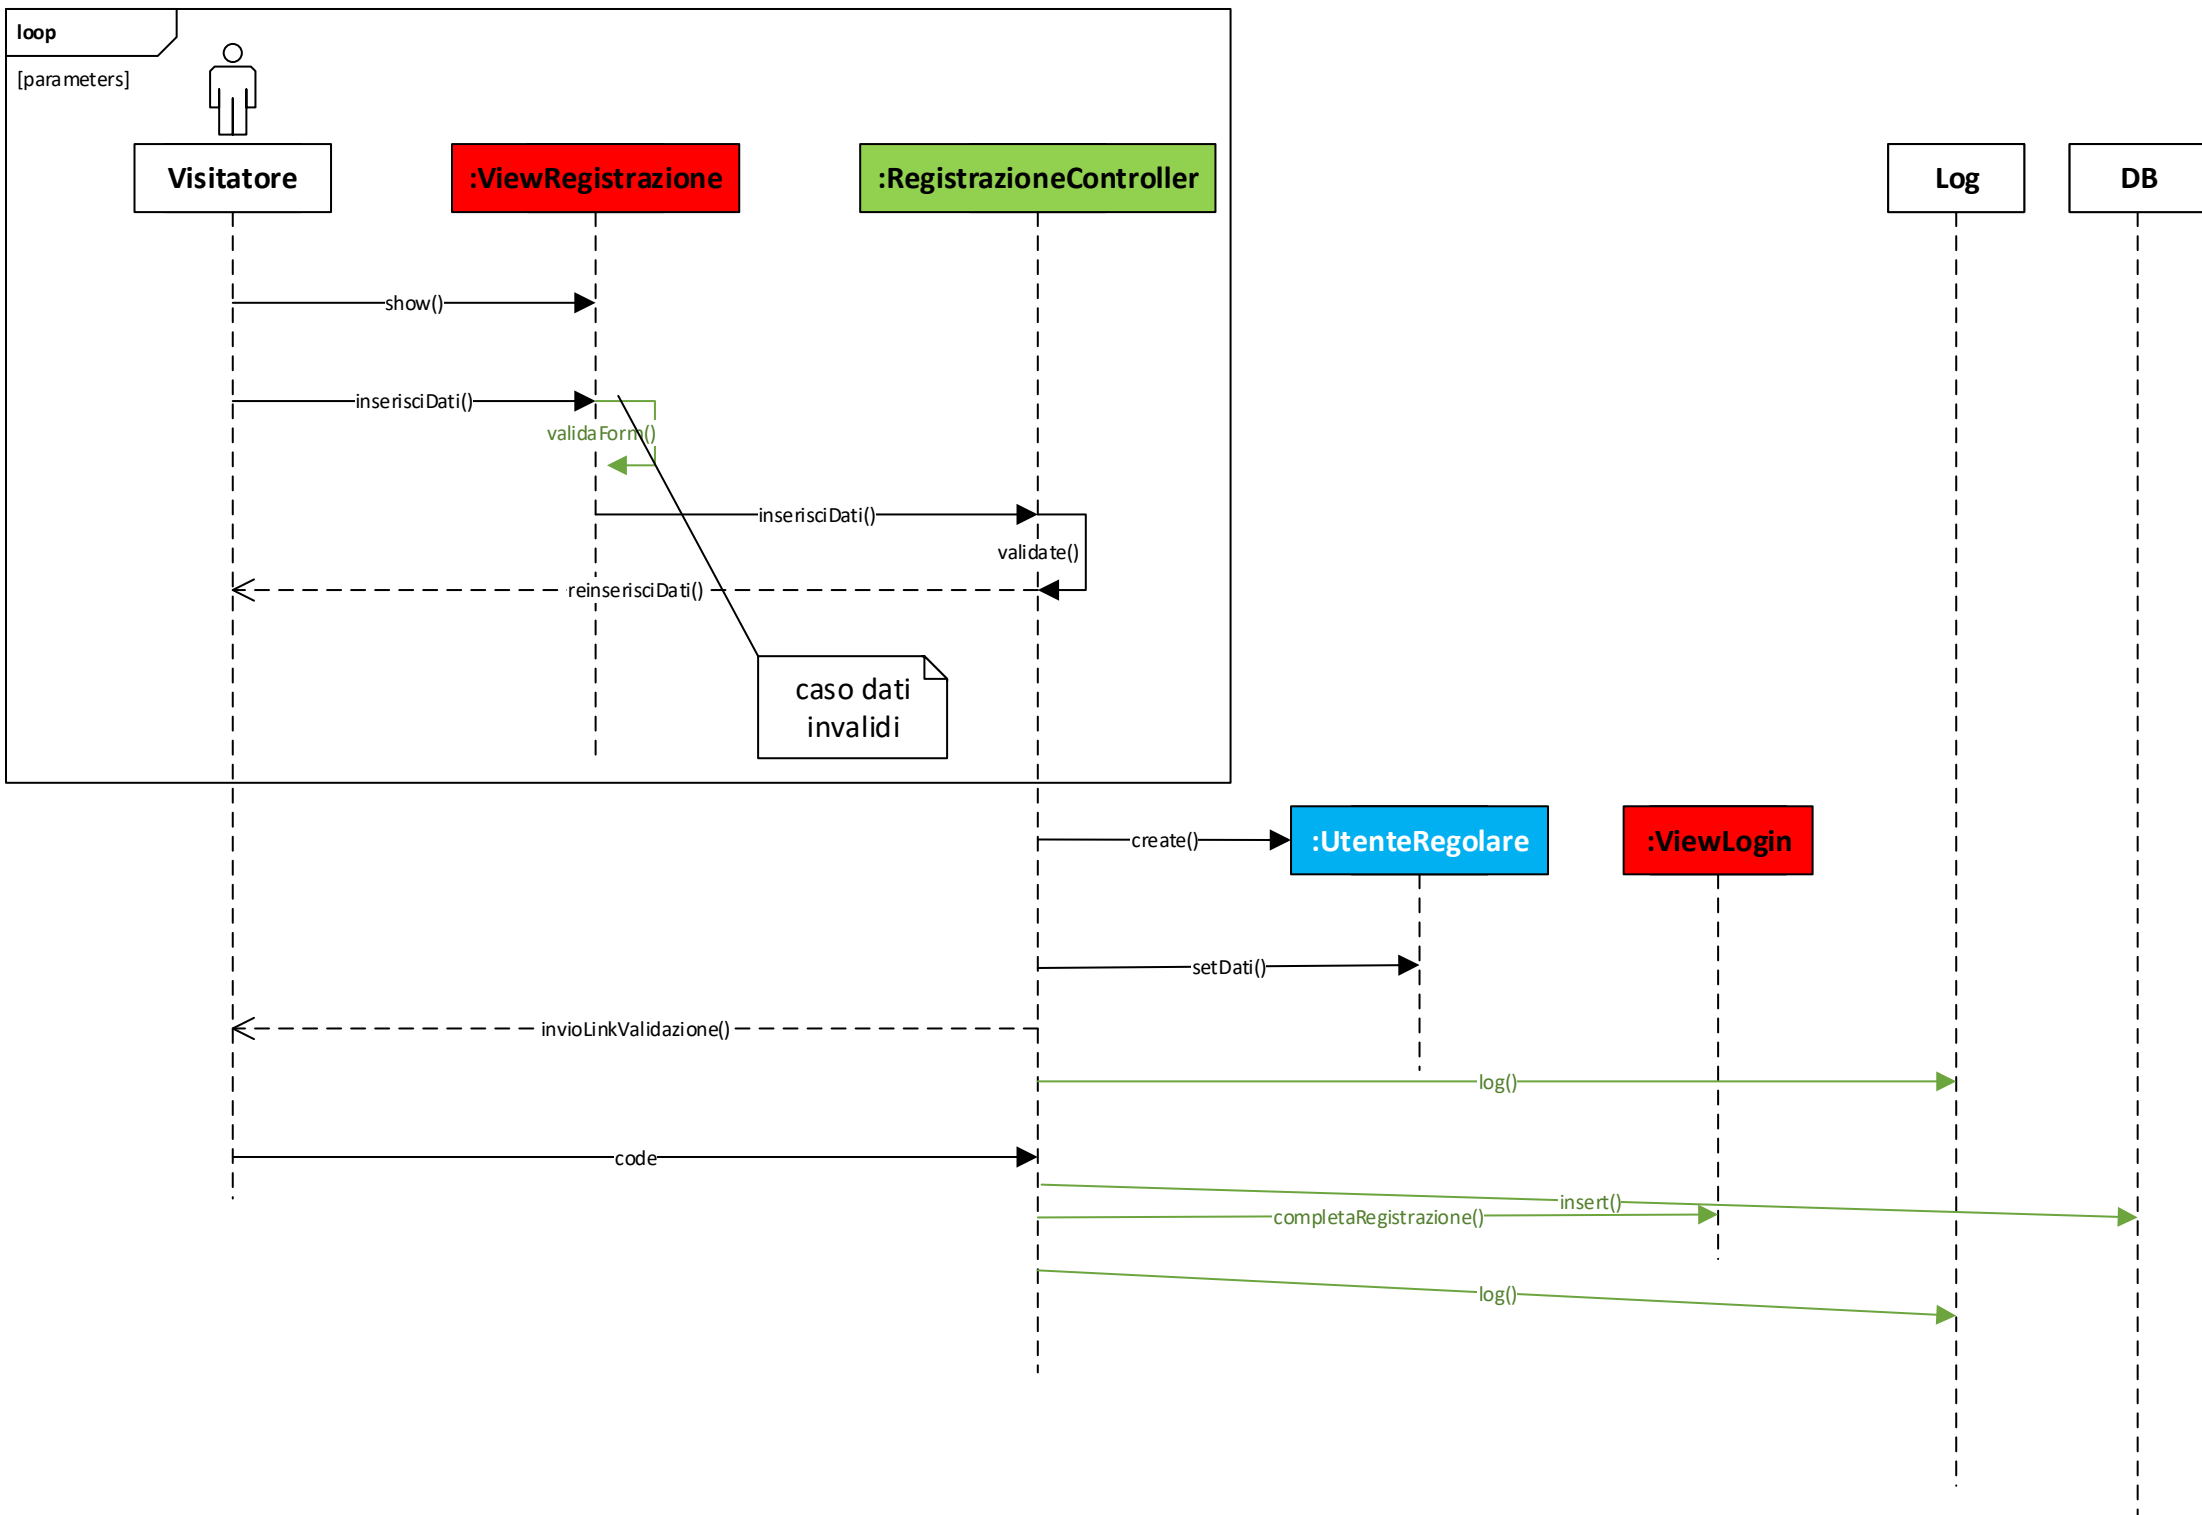 loop
[parameters]
Visitatore
:ViewRegistrazione
:RegistrazioneController
Log
DB
show()
inserisciDati()
validaForm()
inserisciDati()
validate()
reinserisciDati()
caso dati
invalidi
create()
:UtenteRegolare
:ViewLogin
setDati()
invioLinkValidazione()
log()
code
insert()
completaRegistrazione()
log()